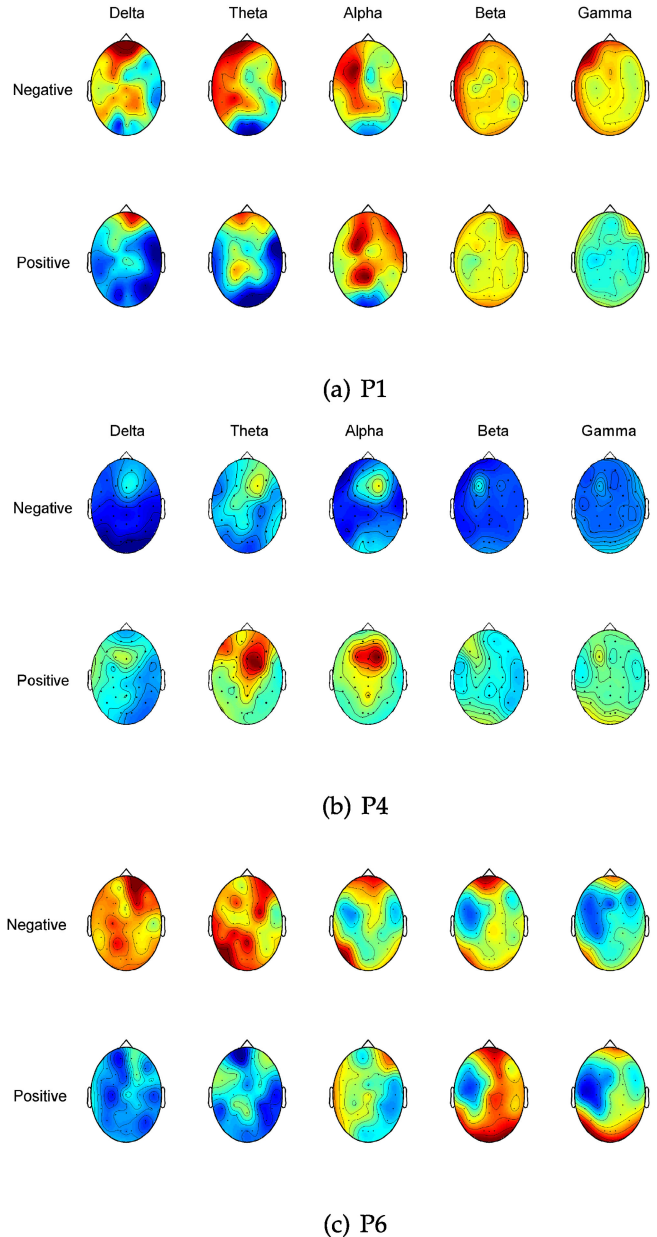 Delta Theta Alpha Beta Gamma
Negative
Positive
(a) P1
Delta Theta Alpha Beta Gamma
Negative
Positive
(b) P4
Negative
Positive
(c) P6